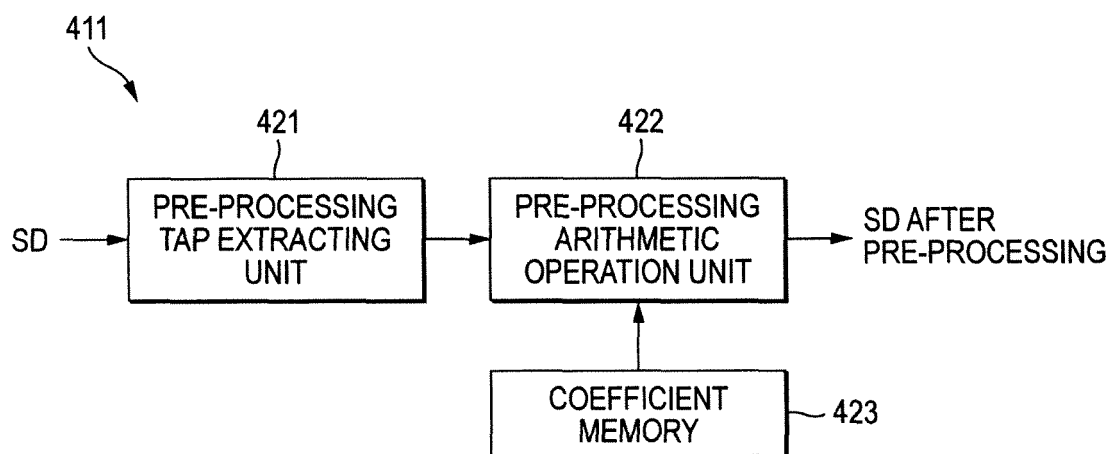 411
421
422
PRE-PROCESSING
TAP EXTRACTING
UNIT
PRE-PROCESSING
ARITHMETIC
OPERATION UNIT
SD
SD AFTER
PRE-PROCESSING
COEFFICIENT
MEMORY
423